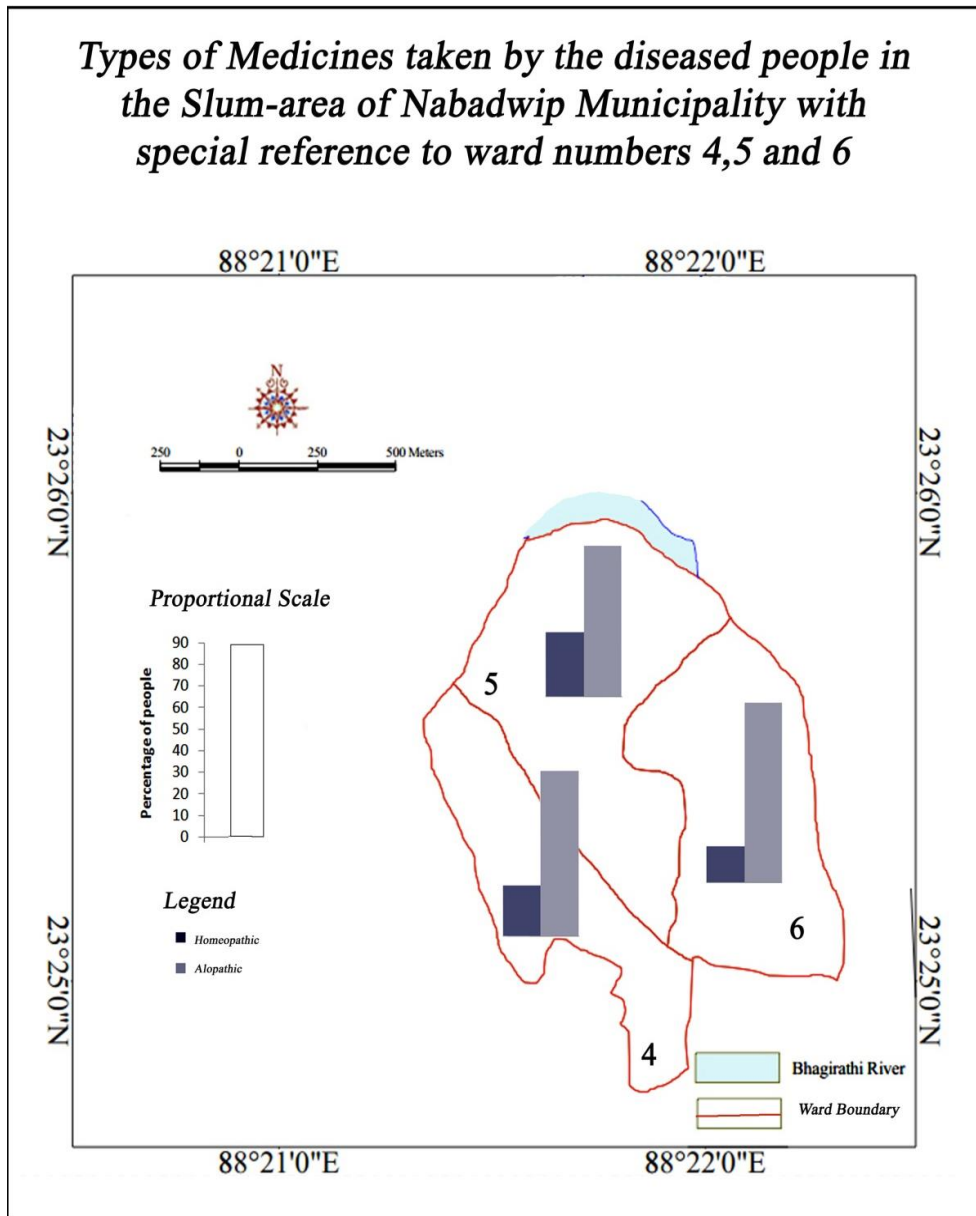 Types of Medicines taken by the diseased people in
the Slum-area of Nabadwip Municipality with
special reference to ward numbers 4,5 and 6
88°21'0"E
88°22'0"E
N
250
0
250
500 Meters
23°26'0"N
23°26'0"N
Proportional Scale
Percentage of people
90
80
70
60
50
40
30
20
10
0
5
6
4
Legend
Homeopathic
Alopathic
23°25'0"N
23°25'0"N
Bhagirathi River
Ward Boundary
88°21'0"E
88°22'0"E